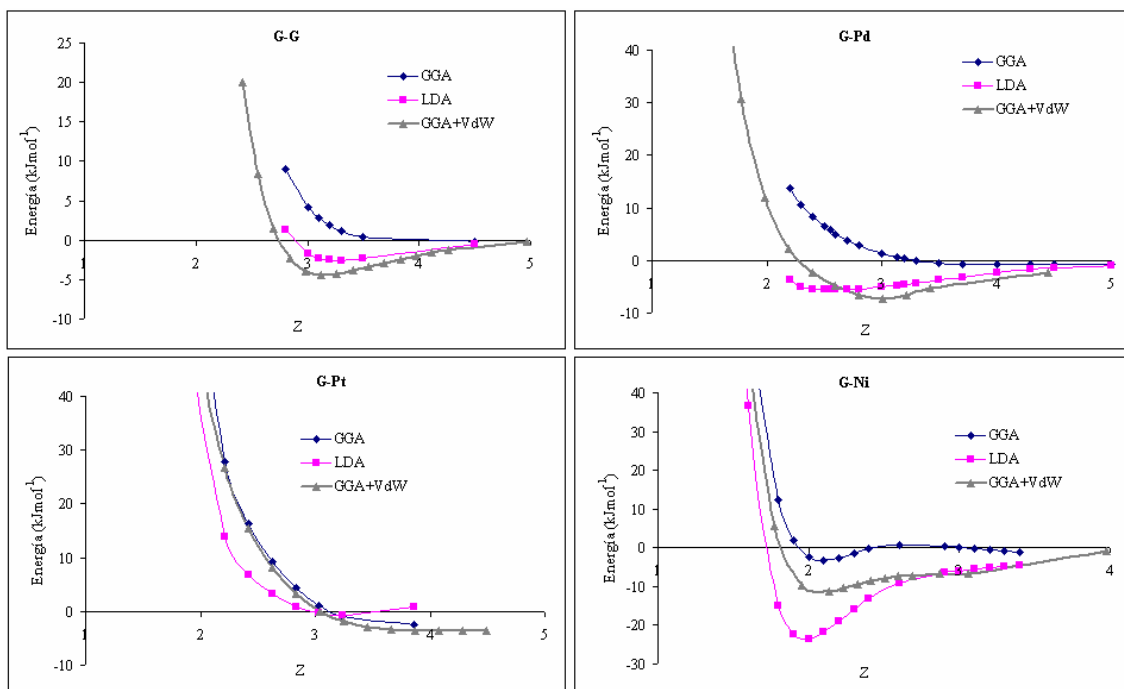 G-G
Energía (kJmol-1)
25
20
15
10
5
0
-5
-10
1
2
3
4
5
Z
GGA
LDA
GGA+VdW
G-Pd
Energía (kJmol-1)
40
30
20
10
0
-10
1
2
3
4
5
Z
GGA
LDA
GGA+VdW
G-Pt
Energía (kJmol-1)
40
30
20
10
0
-10
1
2
3
4
5
Z
GGA
LDA
GGA+VdW
G-Ni
Energía (kJmol-1)
40
30
20
10
0
-10
-20
-30
1
2
3
4
Z
GGA
LDA
GGA+VdW